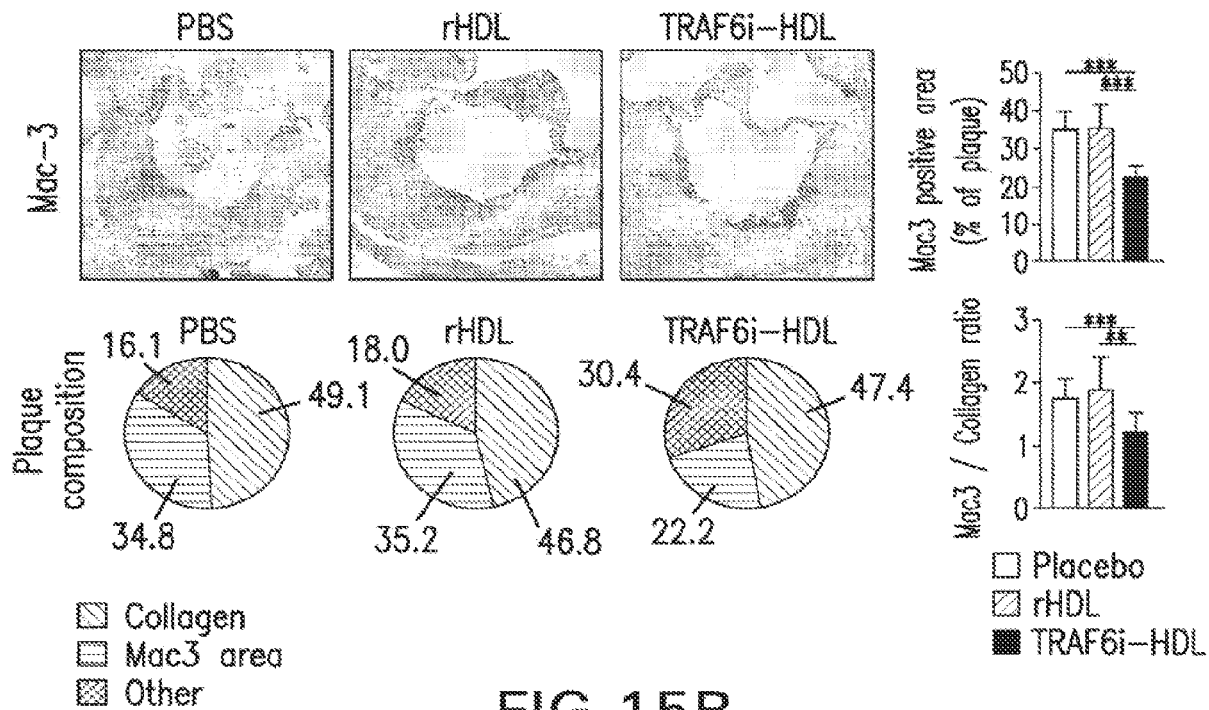 PBS
rHDL
TRAF6i-HDL
Mac-3
Mac3 positive area
(% of plaque)
50
40
30
20
10
0
***
***
Plaque
composition
PBS
16.1
49.1
34.8
rHDL
18.0
35.2
46.8
TRAF6i-HDL
30.4
47.4
22.2
Mac3 / Collagen ratio
3
2
1
0
***
**
Collagen
Mac3 area
Other
Placebo
rHDL
TRAF6i-HDL
FIG. 15B